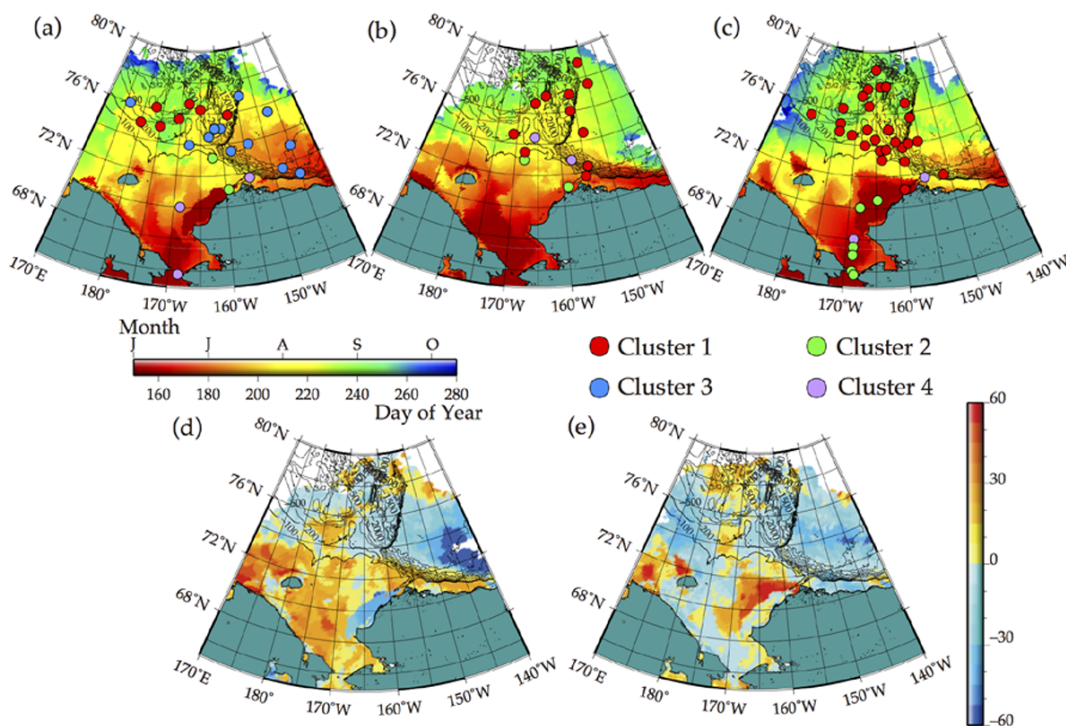 (a)
(b)
(c)
80°N
80°N
80°N
76°N
76°N
76°N
72°N
72°N
72°N
68°N
68°N
68°N
170°E
180°
170°W
160°W
150°W
170°E
180°
170°W
160°W
150°W
170°E
180°
170°W
160°W
150°W
140°W
Month
J J A S O
160 180 200 220 240 260 280
Day of Year
Cluster 1
Cluster 2
Cluster 3
Cluster 4
(d)
(e)
80°N
80°N
76°N
76°N
72°N
72°N
68°N
68°N
170°E
180°
170°W
160°W
150°W
140°W
170°E
180°
170°W
160°W
150°W
140°W
60
30
0
−30
−60